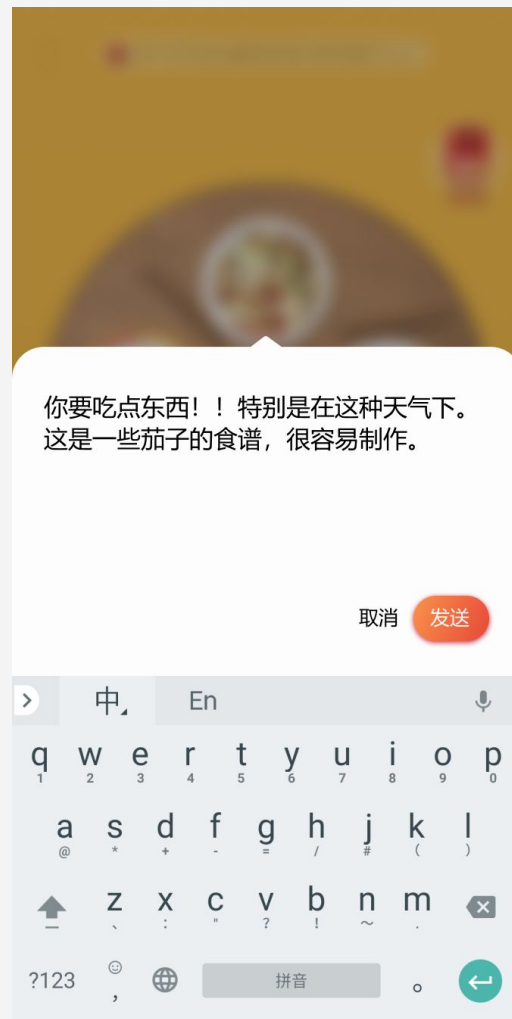 你要吃点东西！！特别是在这种天气下。
这是一些茄子的食谱，很容易制作。
取消 发送
中 En
q w e r t y u i o p
1 2 3 4 5 6 7 8 9 0
a s d f g h j k l
@ * + - = / # ( )
z x c v b n m
、 : " ? ! ～ .
?123 , 拼音 。